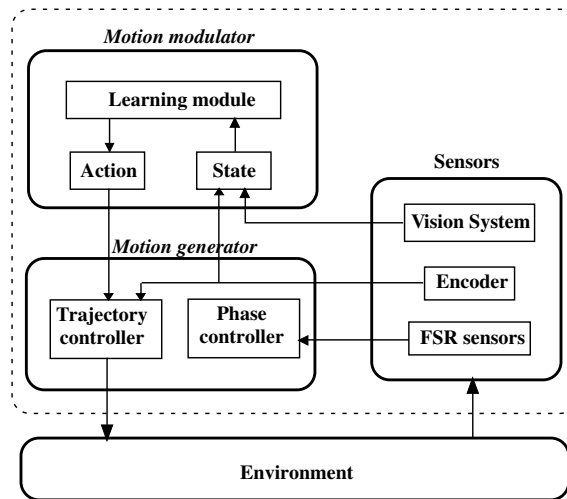 Motion modulator
Learning module
Action
State
Sensors
Vision System
Motion generator
Encoder
Trajectory
controller
Phase
controller
FSR sensors
Environment